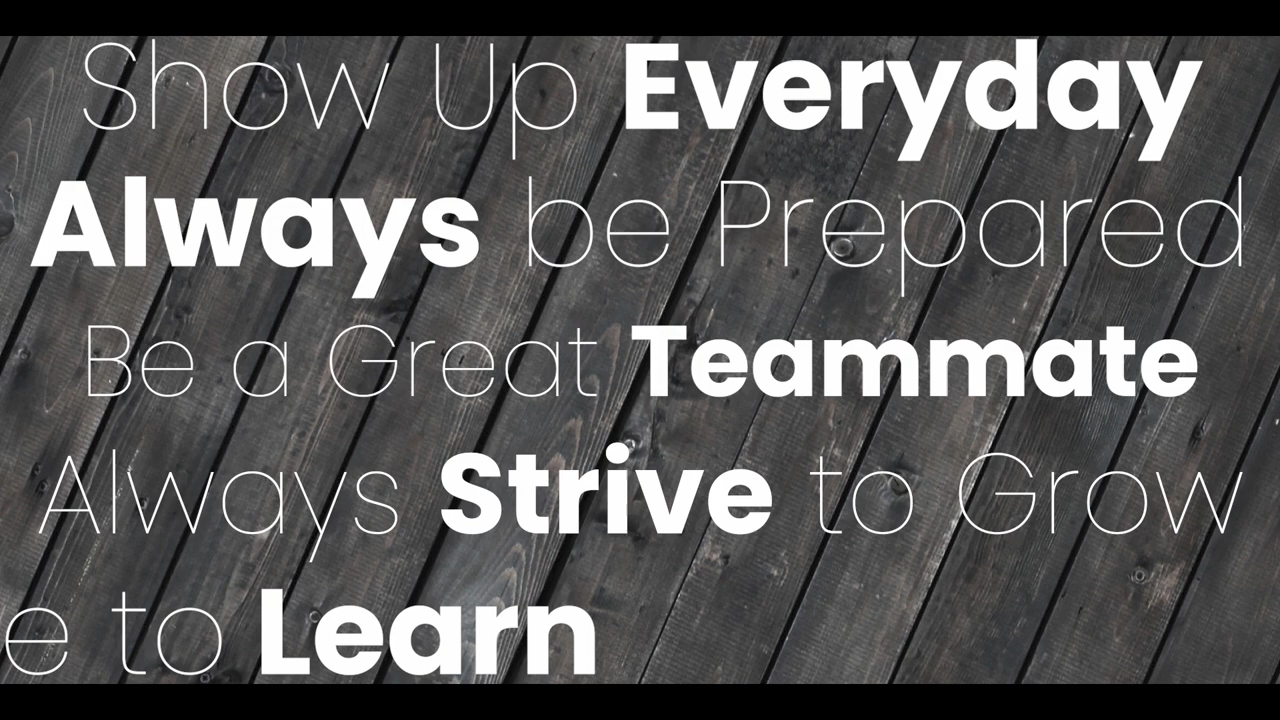 Show Up Everyday
Always be Prepared
Be a Great Teammate
Always Strive to Grow
e to Learn